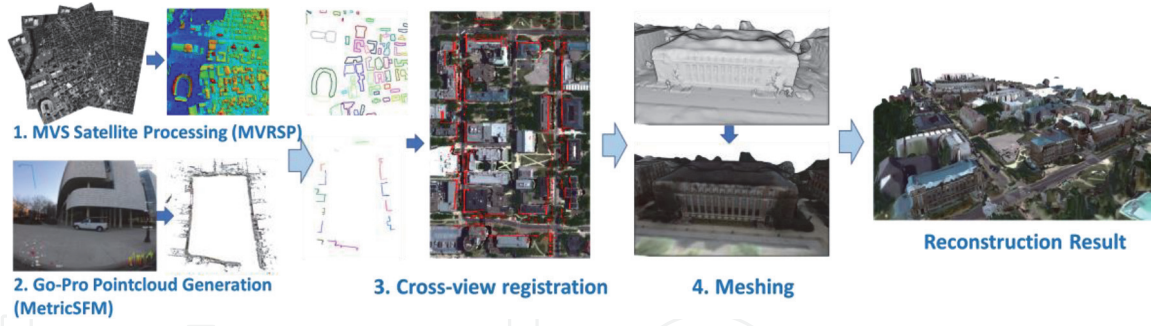 1. MVS Satellite Processing (MVRSP)
2. Go-Pro Pointcloud Generation
(MetricSFM)
3. Cross-view registration
4. Meshing
Reconstruction Result